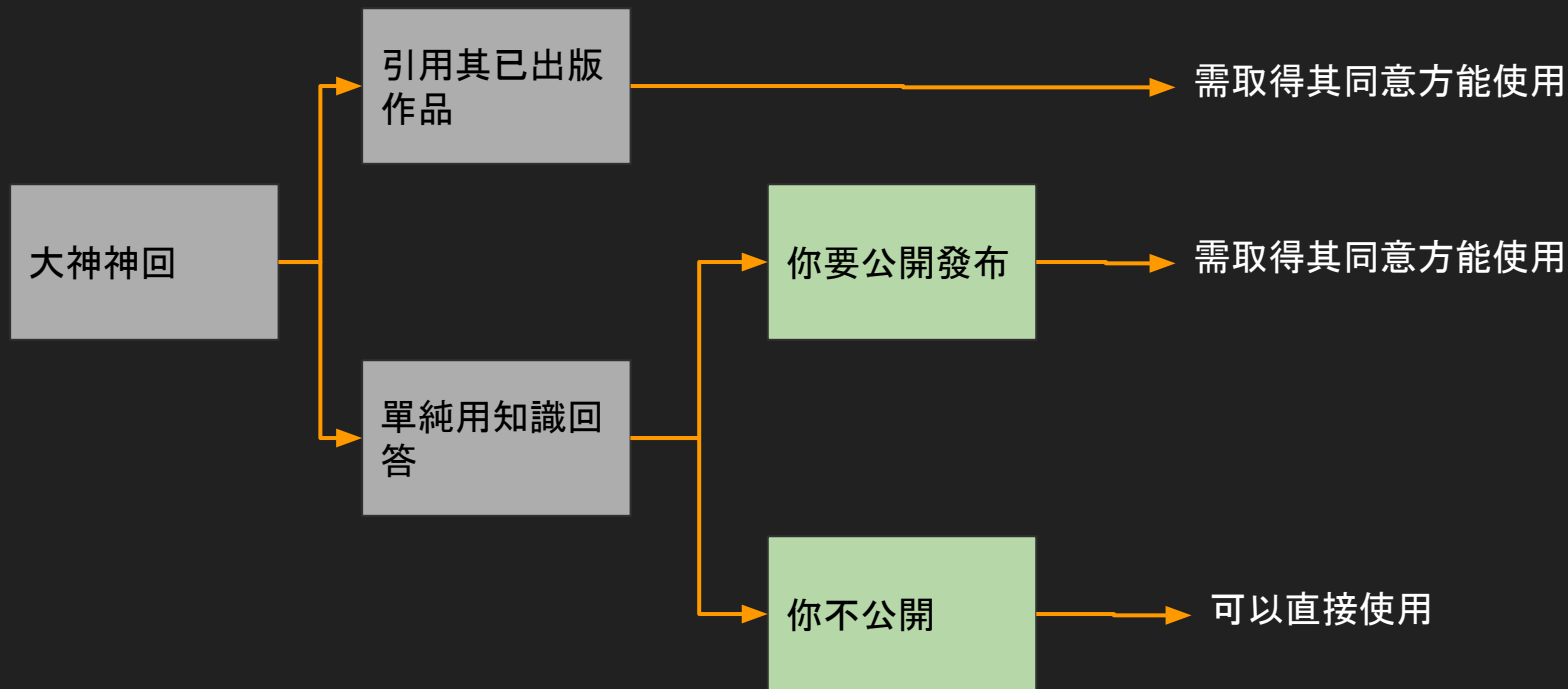 引用其已出版
作品
需取得其同意方能使用
大神神回
你要公開發布
需取得其同意方能使用
單純用知識回
答
你不公開
可以直接使用